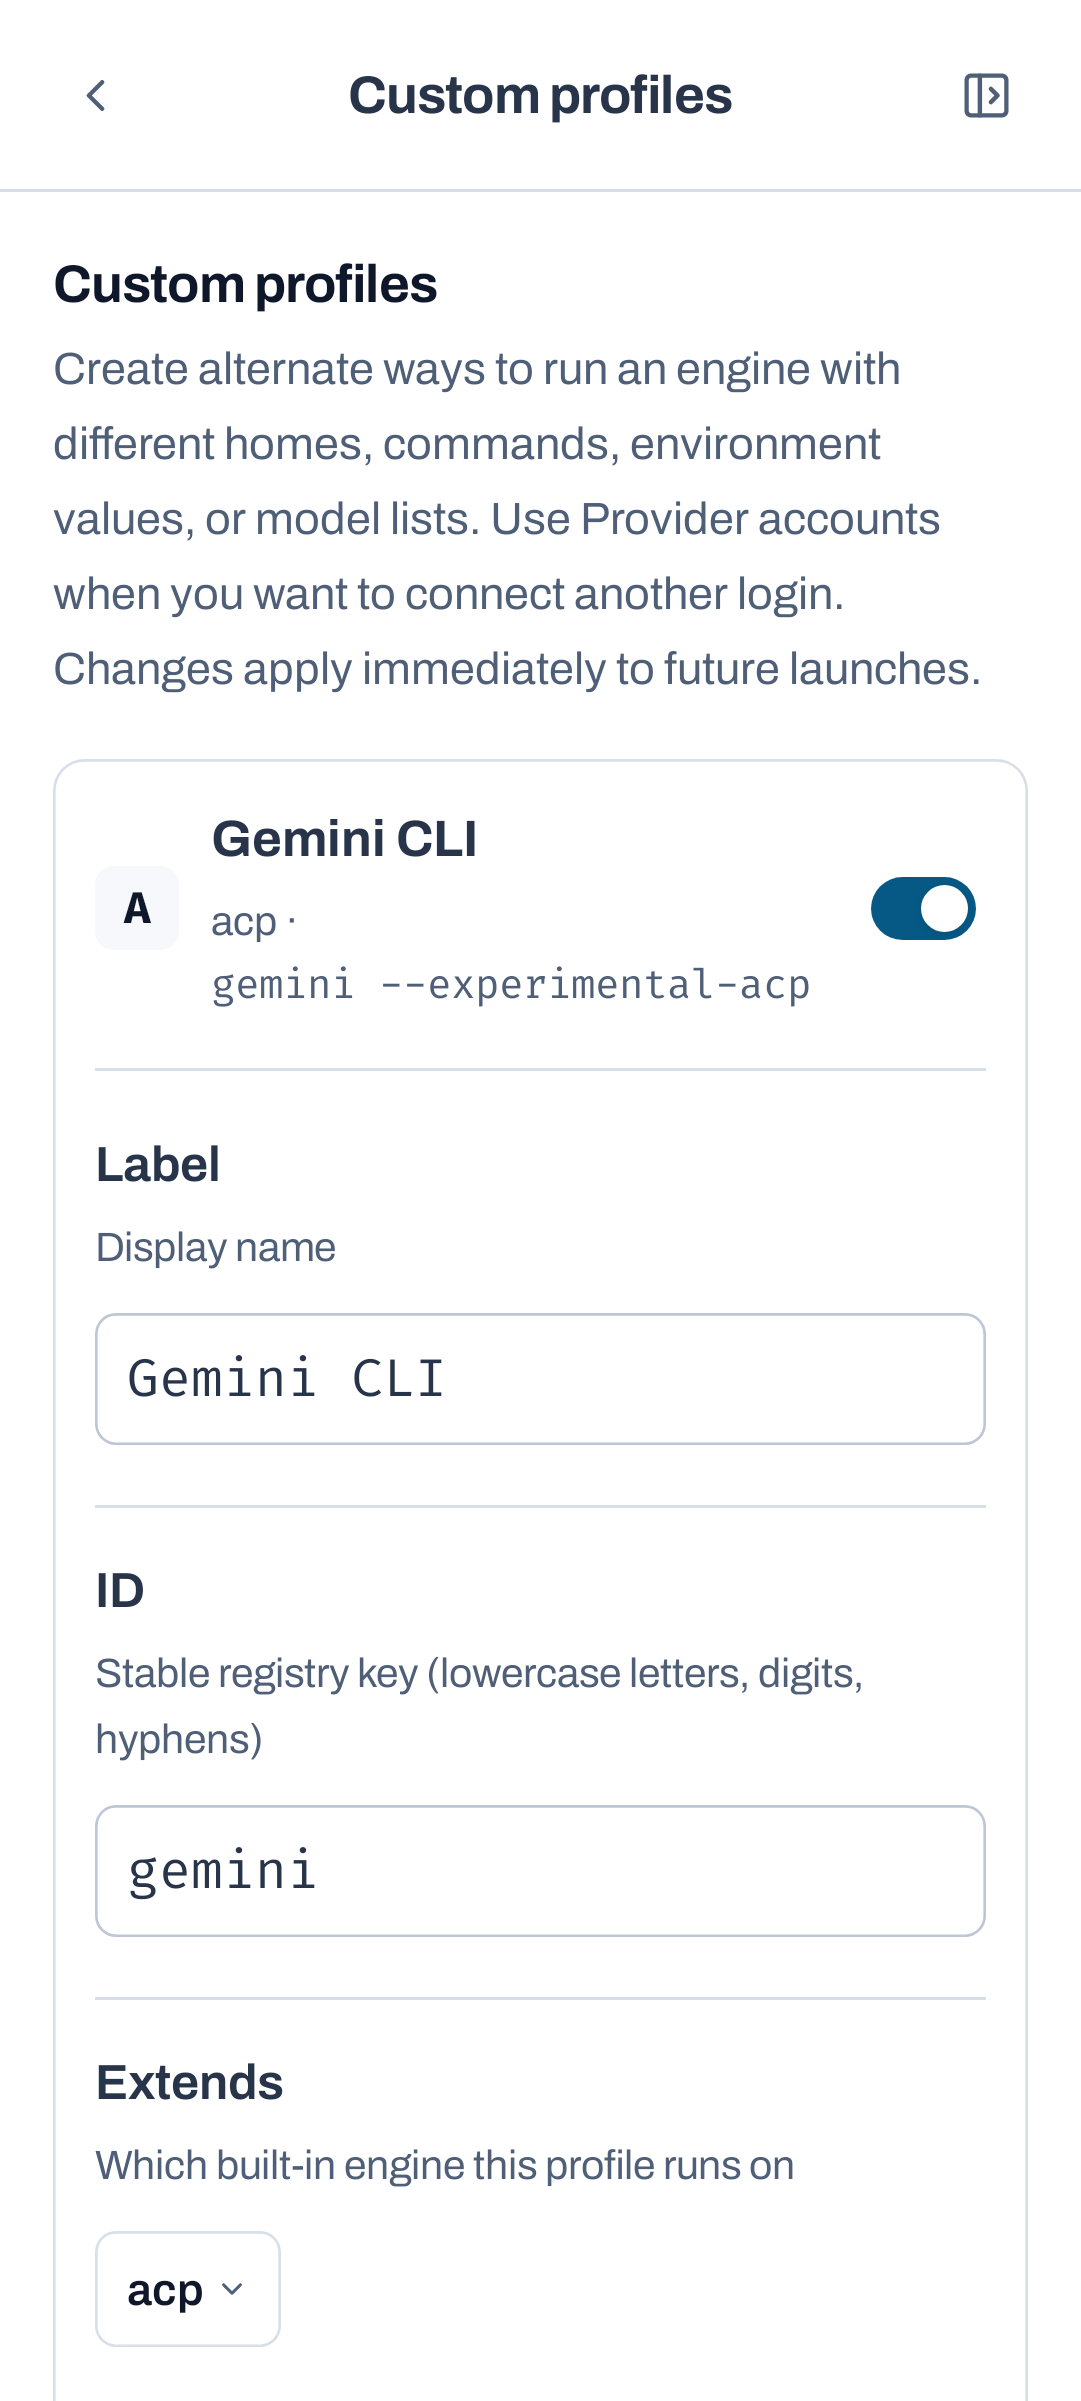 Custom profiles
Custom profiles
Create alternate ways to run an engine with
different homes, commands, environment
values, or model lists. Use Provider accounts
when you want to connect another login.
Changes apply immediately to future launches.
Gemini CLI
A
acp ·
gemini --experimental-acp
Label
Display name
Gemini CLI
ID
Stable registry key (lowercase letters, digits,
hyphens)
gemini
Extends
Which built-in engine this profile runs on
acp